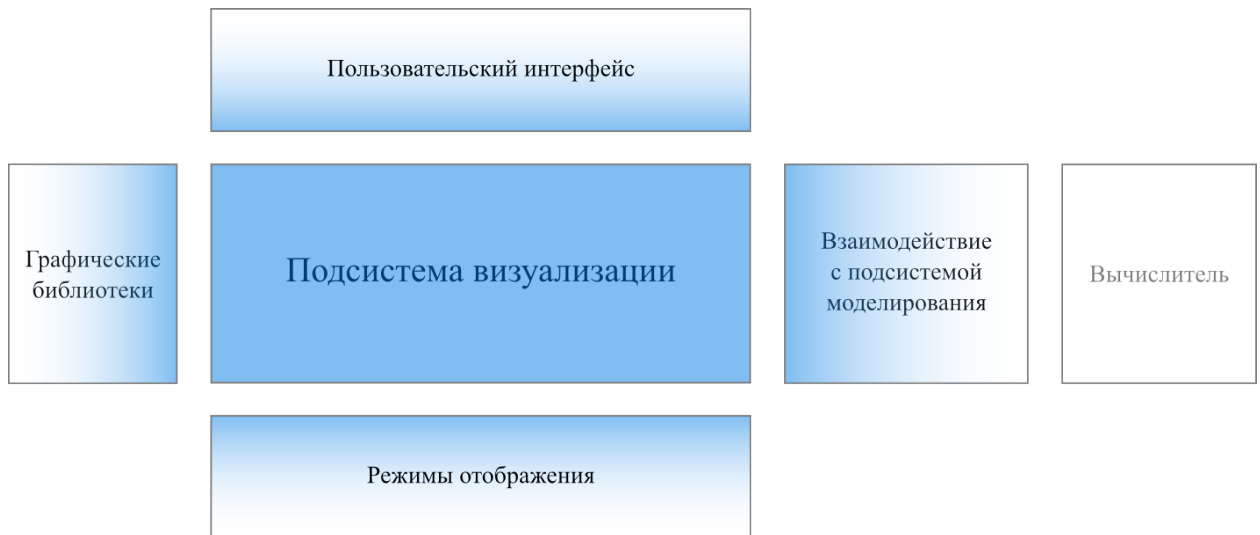 Пользовательский интерфейс
Графические
библиотеки
Подсистема визуализации
Взаимодействие
с подсистемой
моделирования
Вычислитель
Режимы отображения